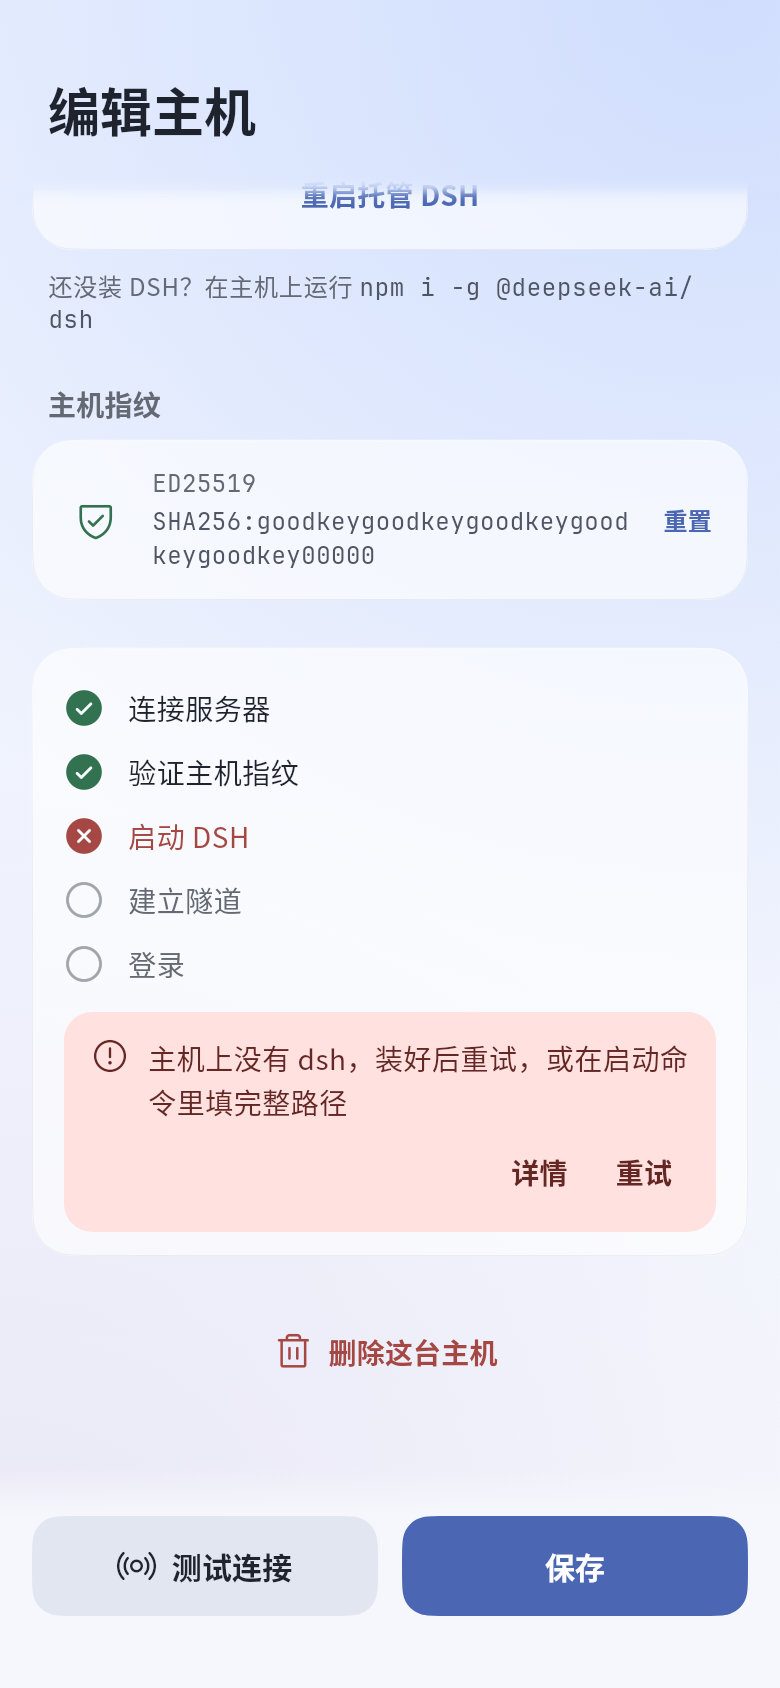 编辑主机
重启托管 DSH
还没装 DSH？在主机上运行 npm i -g @deepseek-ai/
dsh
主机指纹
ED25519
SHA256:goodkeygoodkeygoodkeygood
keygoodkey00000
重置
连接服务器
验证主机指纹
启动 DSH
建立隧道
登录
主机上没有 dsh，装好后重试，或在启动命
令里填完整路径
详情 重试
删除这台主机
测试连接 保存